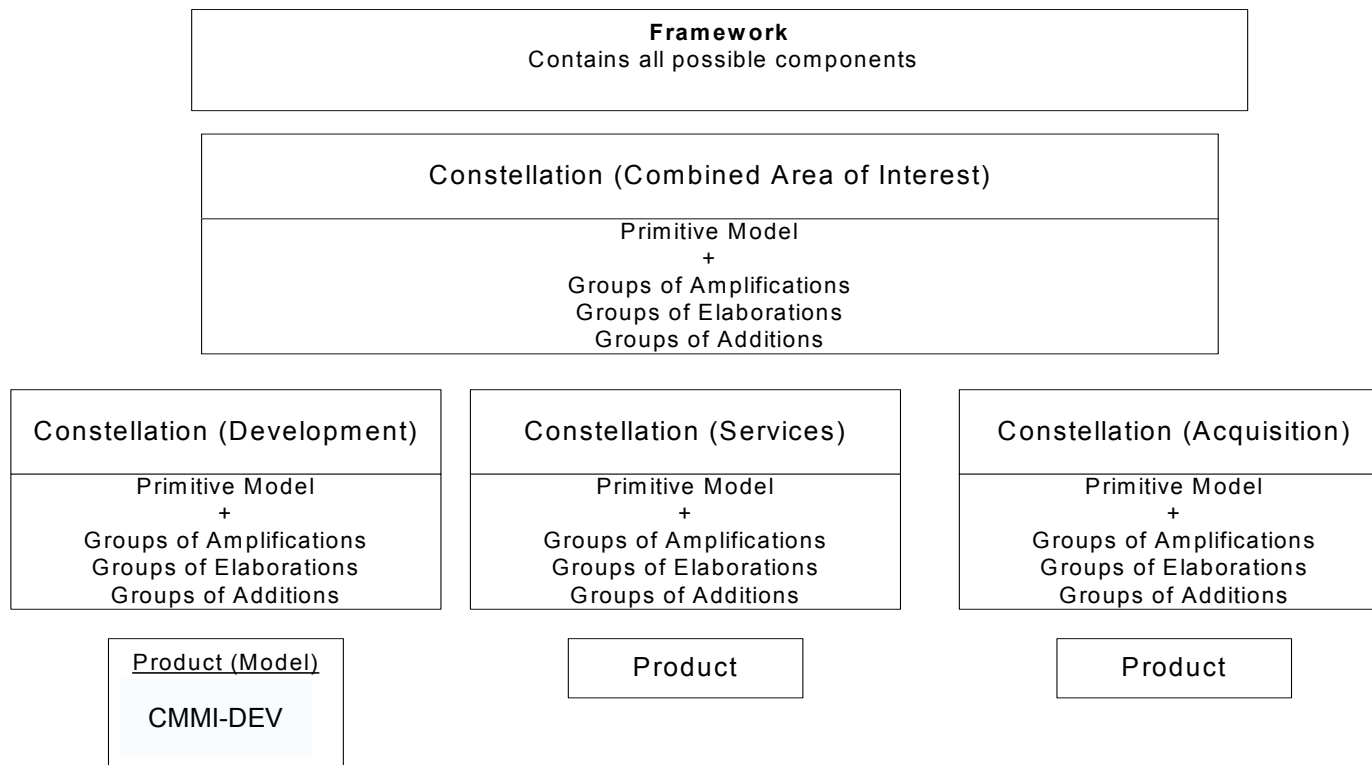 Framework
Contains all possible components
Constellation (Combined Area of Interest)
Primitive Model
+
Groups of Amplifications
Groups of Elaborations
Groups of Additions
Constellation (Development)
Primitive Model
+
Groups of Amplifications
Groups of Elaborations
Groups of Additions
Product (Model)
CMMI-DEV
Constellation (Services)
Primitive Model
+
Groups of Amplifications
Groups of Elaborations
Groups of Additions
Product
Constellation (Acquisition)
Primitive Model
+
Groups of Amplifications
Groups of Elaborations
Groups of Additions
Product